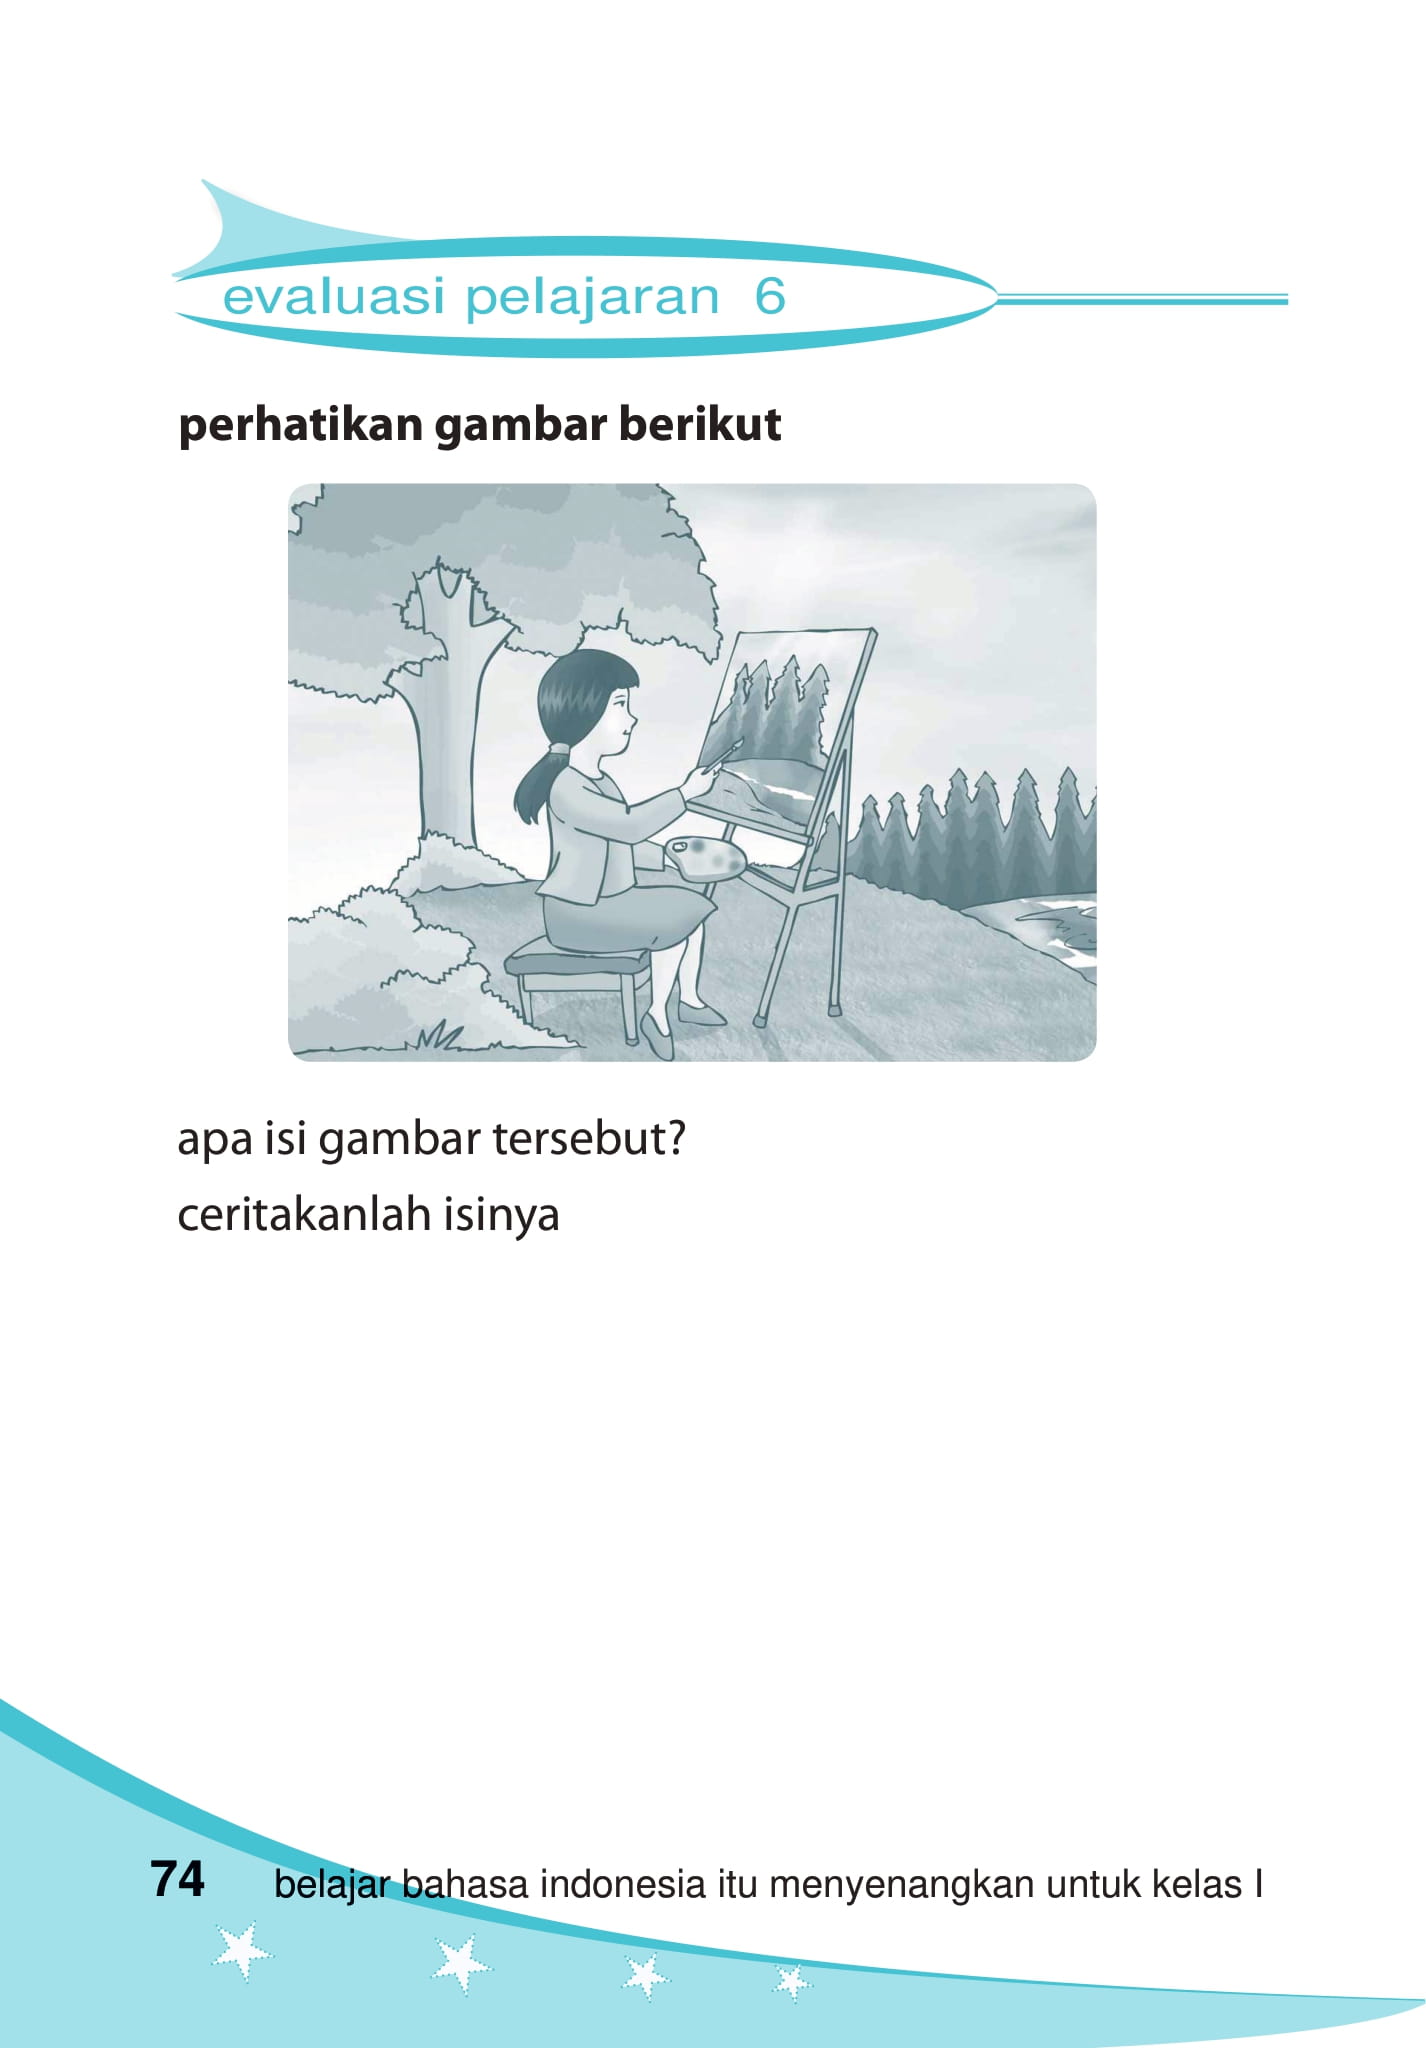 evaluasi pelajaran 6
perhatikan gambar berikut
apa isi gambar tersebut?
ceritakanlah isinya
74 belajar bahasa indonesia itu menyenangkan untuk kelas I